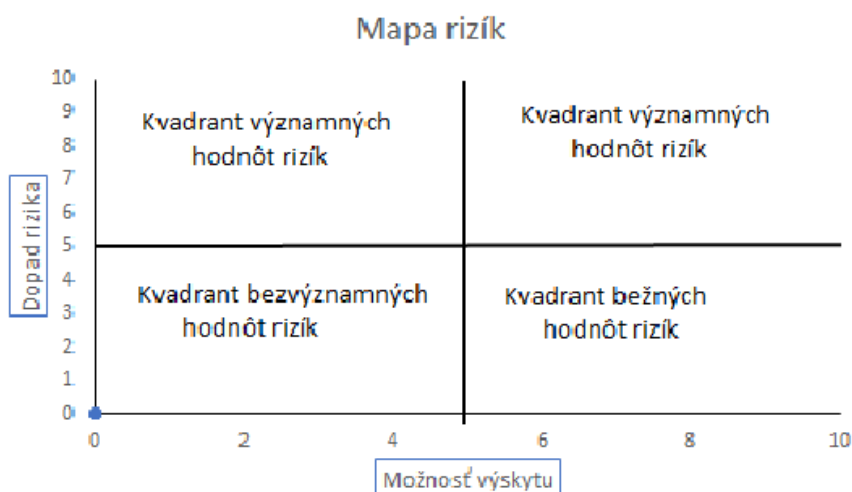 Mapa rizík
10
9
8
7
6
5
4
3
2
1
0
Dopad rizika
Kvadrant významných
hodnôt rizík
Kvadrant významných
hodnôt rizík
Kvadrant bezvýznamných
hodnôt rizík
Kvadrant bežných
hodnôt rizík
0 2 4 6 8 10
Možnosť výskytu